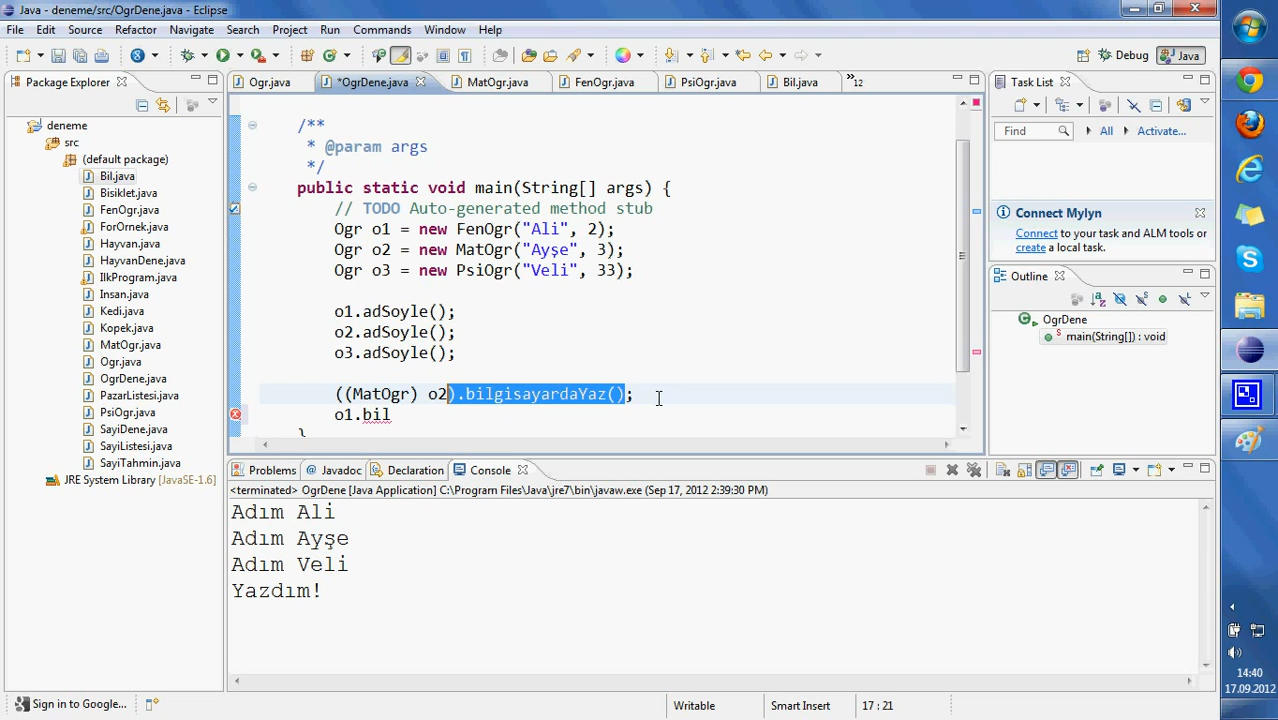 Java - deneme/src/OgrDene.java - Eclipse
File Edit Source Refactor Navigate Search Project Run Commands Window Help
Debug Java
Package Explorer
deneme
src
(default package)
Bil.java
Bisiklet.java
FenOgr.java
ForOrnek.java
Hayvan.java
HayvanDene.java
IlkProgram.java
Insan.java
Kedi.java
Kopek.java
MatOgr.java
Ogr.java
OgrDene.java
PazarListesi.java
PsiOgr.java
SayiDene.java
SayiListesi.java
SayiTahmin.java
JRE System Library [JavaSE-1.6]
Ogr.java *OgrDene.java MatOgr.java FenOgr.java PsiOgr.java Bil.java »12
/**
* @param args
*/
public static void main(String[] args) {
// TODO Auto-generated method stub
Ogr o1 = new FenOgr("Ali", 2);
Ogr o2 = new MatOgr("Ayşe", 3);
Ogr o3 = new PsiOgr("Veli", 33);
o1.adSoyle();
o2.adSoyle();
o3.adSoyle();
((MatOgr) o2).bilgisayardaYaz();
o1.bil
}
Task List
Find All Activate...
Connect Mylyn
Connect to your task and ALM tools or
create a local task.
Outline
OgrDene
main(String[]) : void
Problems Javadoc Declaration Console
<terminated> OgrDene [Java Application] C:\Program Files\Java\jre7\bin\javaw.exe (Sep 17, 2012 2:39:30 PM)
Adım Ali
Adım Ayşe
Adım Veli
Yazdım!
Sign in to Google...
Writable Smart Insert 17 : 21
14:40
17.09.2012